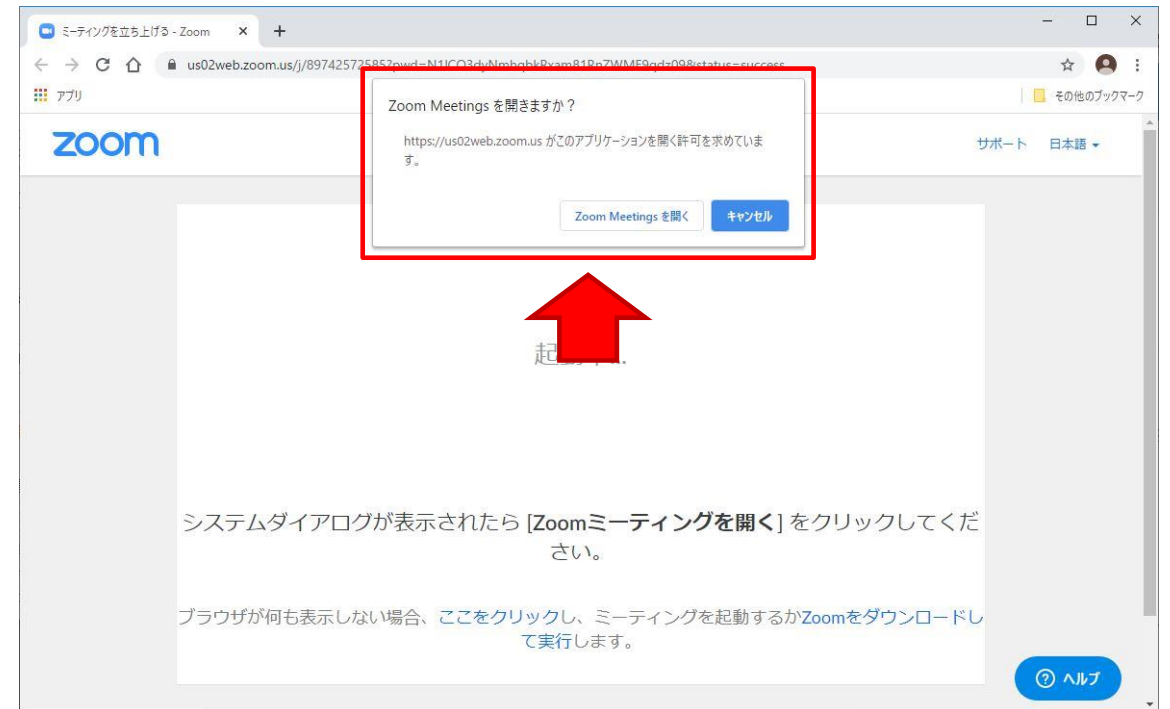 ミーティングを立ち上げる - Zoom
us02web.zoom.us/j/89742572585?pwd=
アプリ
その他のブックマーク
Zoom Meetings を開きますか？
https://us02web.zoom.us がこのアプリケーションを開く許可を求めていま
す。
Zoom Meetings を開く
キャンセル
zoom
サポート 日本語
システムダイアログが表示されたら [Zoomミーティングを開く] をクリックしてくだ
さい。
ブラウザが何も表示しない場合、ここをクリックし、ミーティングを起動するかZoomをダウンロードし
て実行します。
ヘルプ